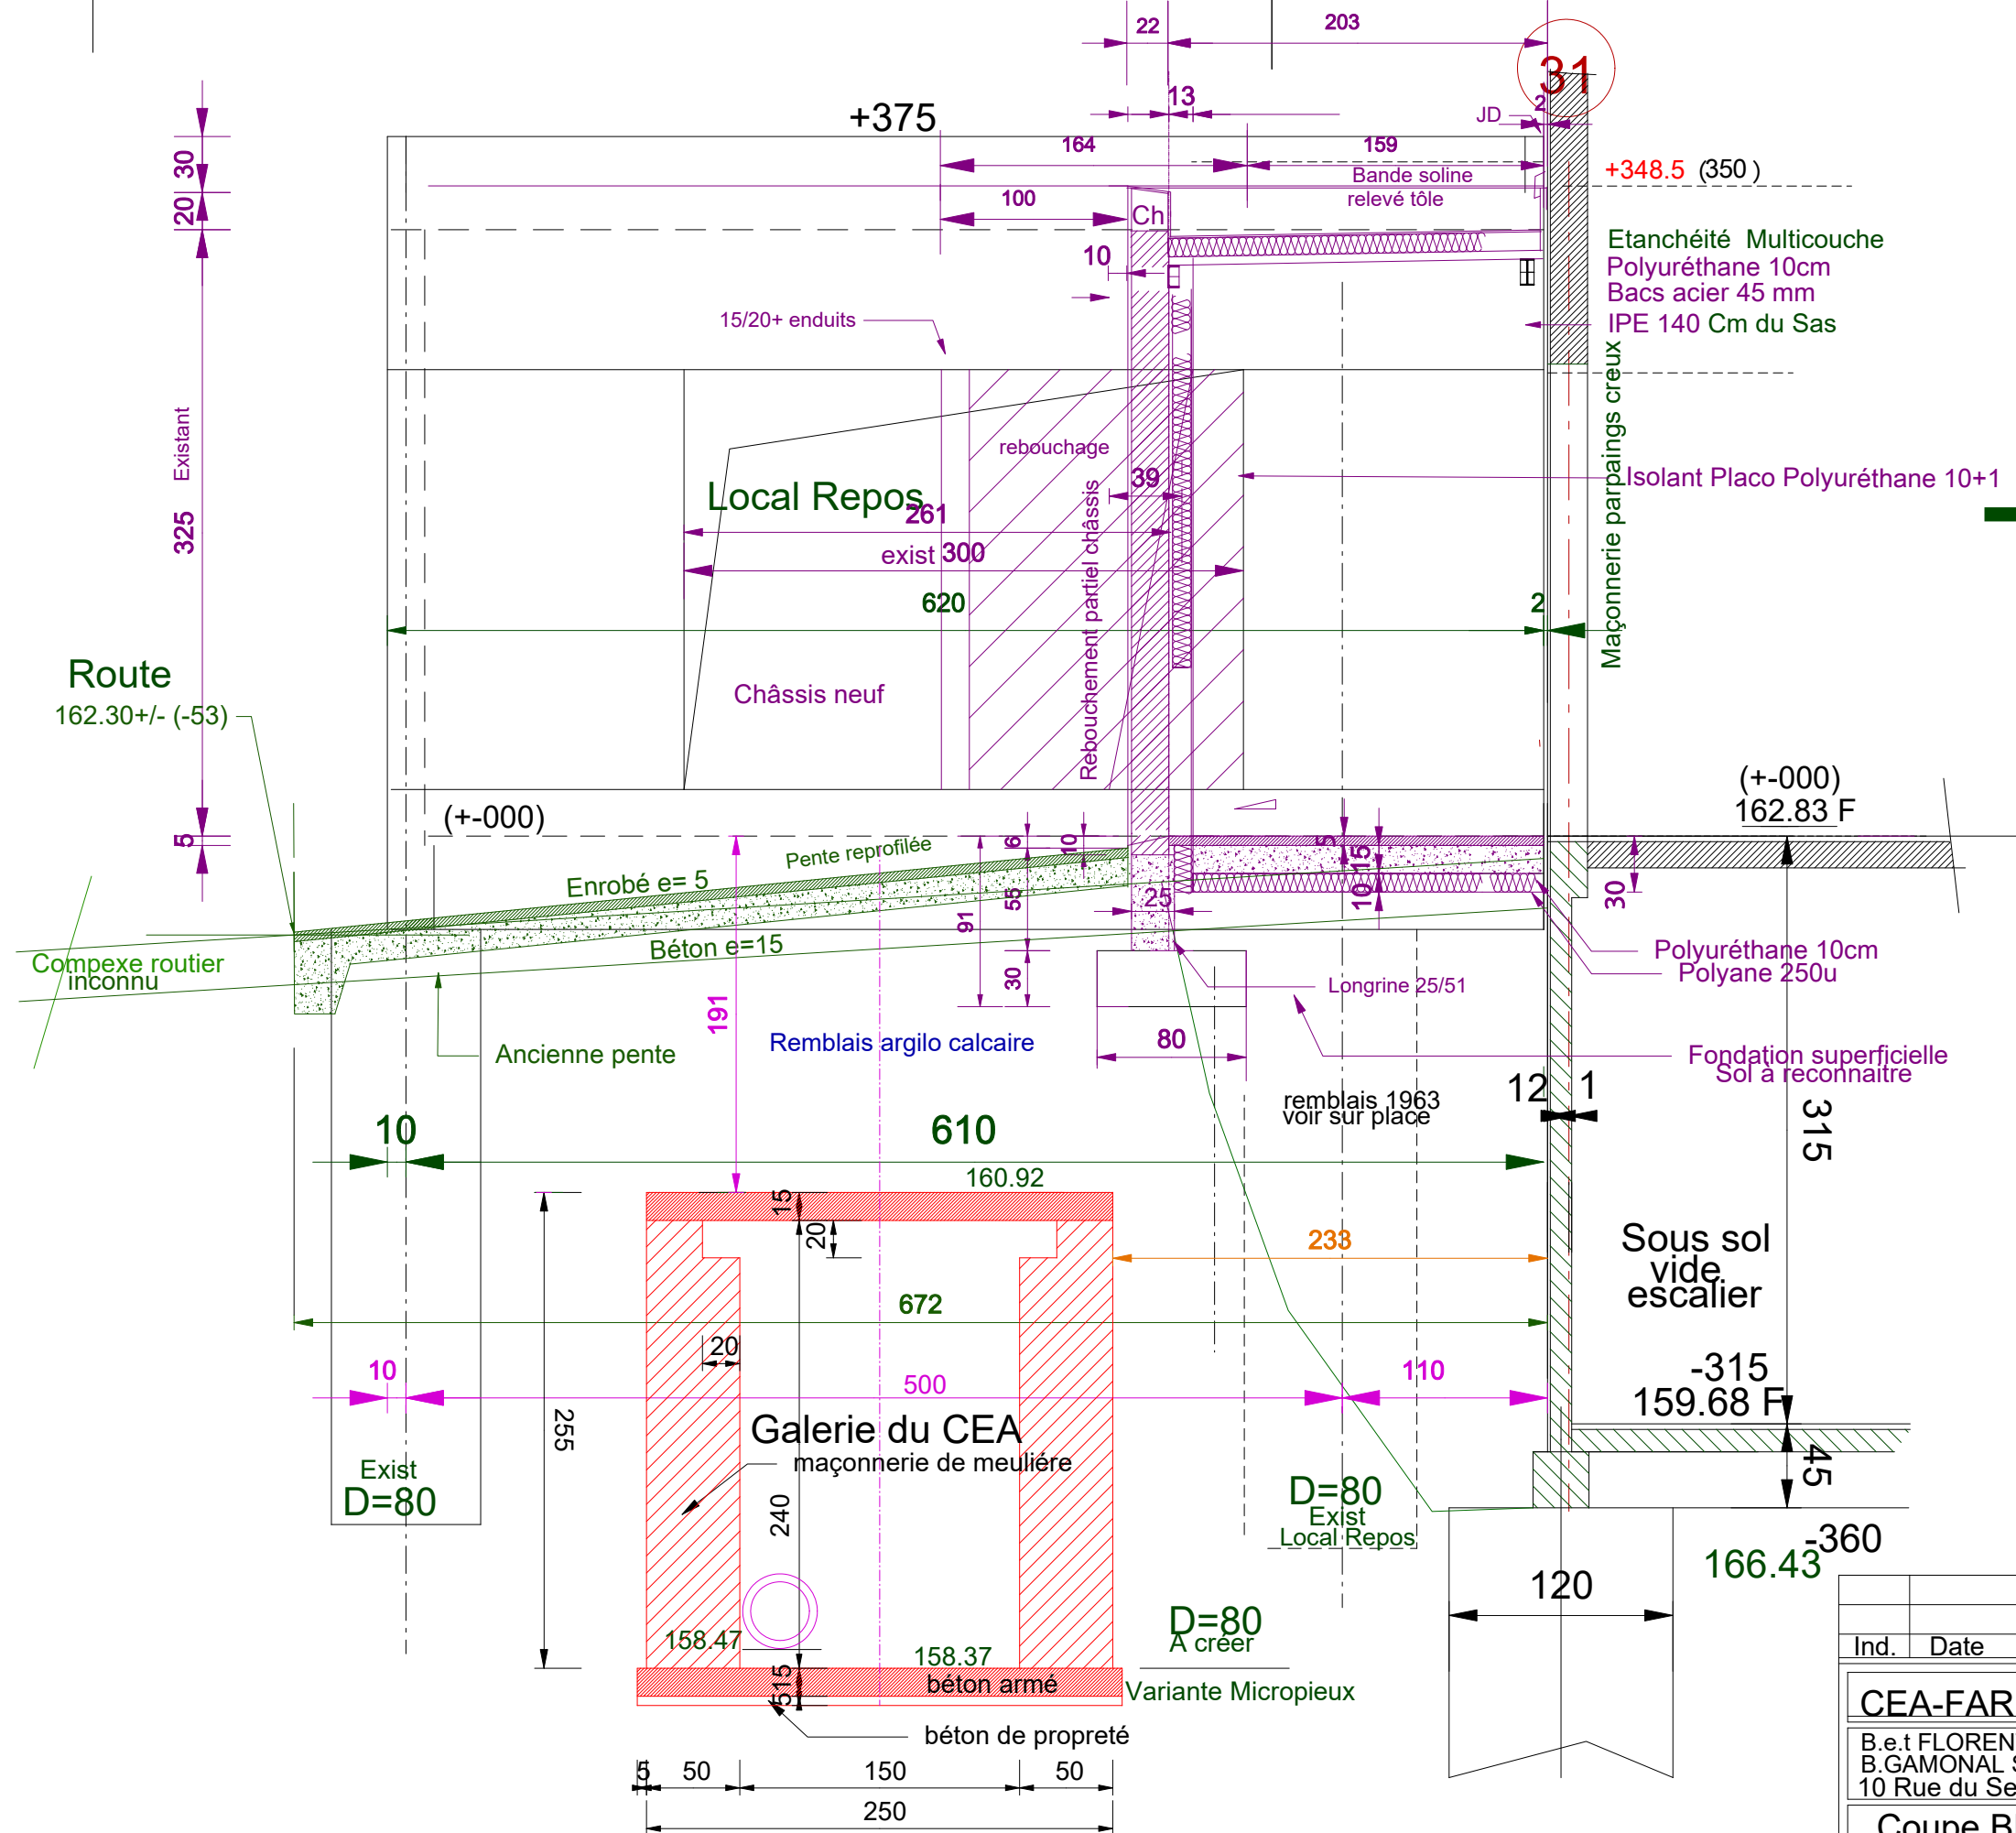 22
203
31
13
2
JD
+375
164
159
30
Bande soline
+348.5 (350 )
relevé tôle
100
20
Ch
Etanchéité Multicouche
10
Polyuréthane 10cm
Bacs acier 45 mm
15/20+ enduits
IPE 140 Cm du Sas
Maçonnerie parpaings creux
Existant
rebouchage
39
Isolant Placo Polyuréthane 10+1
Local Repos
261
325
exist 300
Rebouchement partiel châssis
620
2
Route
Châssis neuf
162.30+/- (-53)
(+-000)
162.83 F
(+-000)
5
6
10
5
15
Pente reprofilée
Enrobé e= 5
55
25
10
30
91
Béton e=15
Polyuréthane 10cm
Compexe routier
inconnu
30
Longrine 25/51
Polyane 250u
191
Remblais argilo calcaire
80
Ancienne pente
Fondation superficielle
Sol à reconnaitre
12
1
remblais 1963
voir sur place
315
10
610
160.92
15
20
233
Sous sol
vide
escalier
672
20
10
500
110
-315
159.68 F
255
Galerie du CEA
maçonnerie de meuliére
45
Exist
D=80
240
D=80
Exist
Local Repos
-360
166.43
120
D=80
A créer
158.47
158.37
Ind.
Date
515
béton armé
Variante Micropieux
CEA-FAR
béton de propreté
B.e.t FLOREN
B.GAMONAL S
10 Rue du Se
5
50
150
50
250
Coupe B